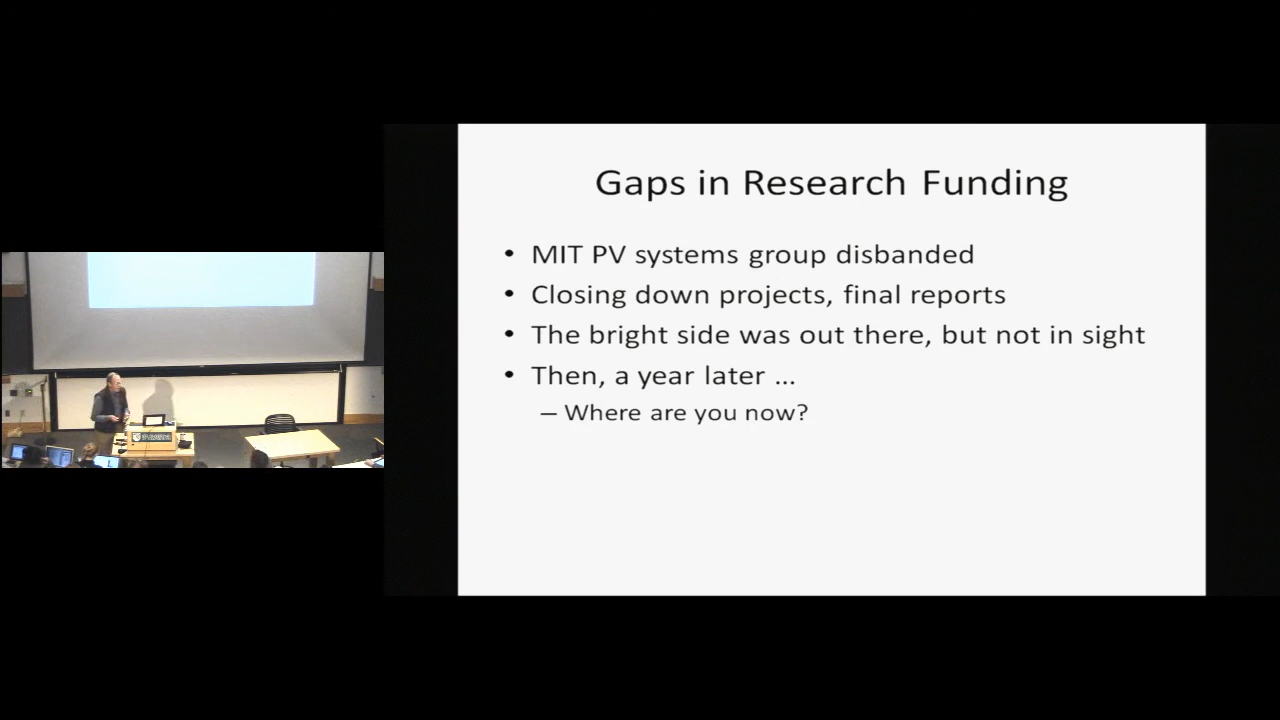 Gaps in Research Funding
• MIT PV systems group disbanded
• Closing down projects, final reports
• The bright side was out there, but not in sight
• Then, a year later ...
– Where are you now?